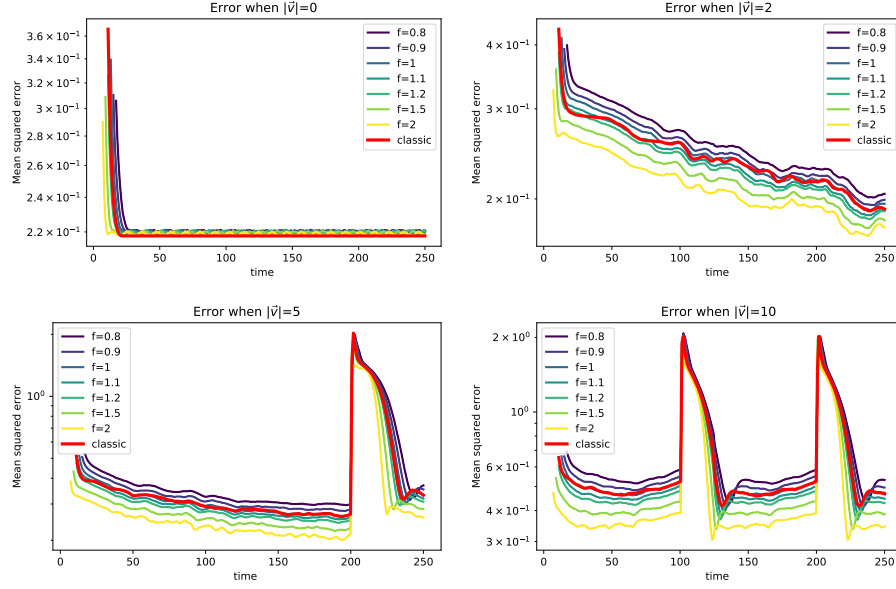 Error when |v⃗|=0
Mean squared error
3.6 × 10⁻¹
3.4 × 10⁻¹
3.2 × 10⁻¹
3 × 10⁻¹
2.8 × 10⁻¹
2.6 × 10⁻¹
2.4 × 10⁻¹
2.2 × 10⁻¹
f=0.8
f=0.9
f=1
f=1.1
f=1.2
f=1.5
f=2
classic
0 50 100 150 200 250
time
Error when |v⃗|=2
Mean squared error
4 × 10⁻¹
3 × 10⁻¹
2 × 10⁻¹
f=0.8
f=0.9
f=1
f=1.1
f=1.2
f=1.5
f=2
classic
0 50 100 150 200 250
time
Error when |v⃗|=5
Mean squared error
10⁰
f=0.8
f=0.9
f=1
f=1.1
f=1.2
f=1.5
f=2
classic
0 50 100 150 200 250
time
Error when |v⃗|=10
Mean squared error
2 × 10⁰
10⁰
6 × 10⁻¹
4 × 10⁻¹
3 × 10⁻¹
f=0.8
f=0.9
f=1
f=1.1
f=1.2
f=1.5
f=2
classic
0 50 100 150 200 250
time